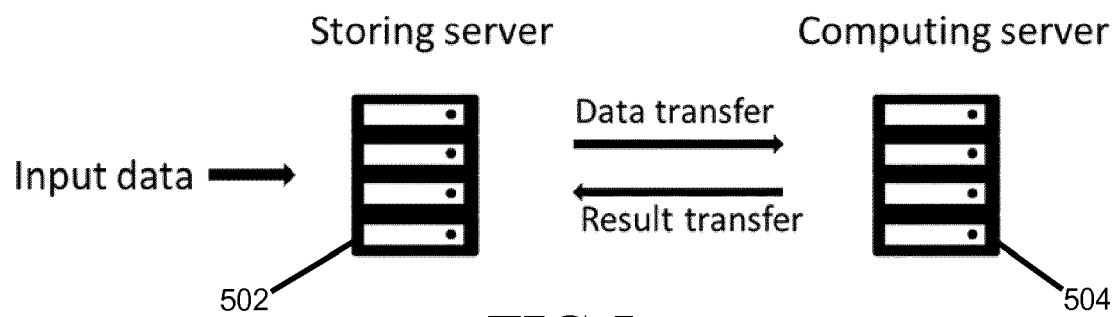 Storing server
Computing server
Data transfer
Input data
Result transfer
502
504